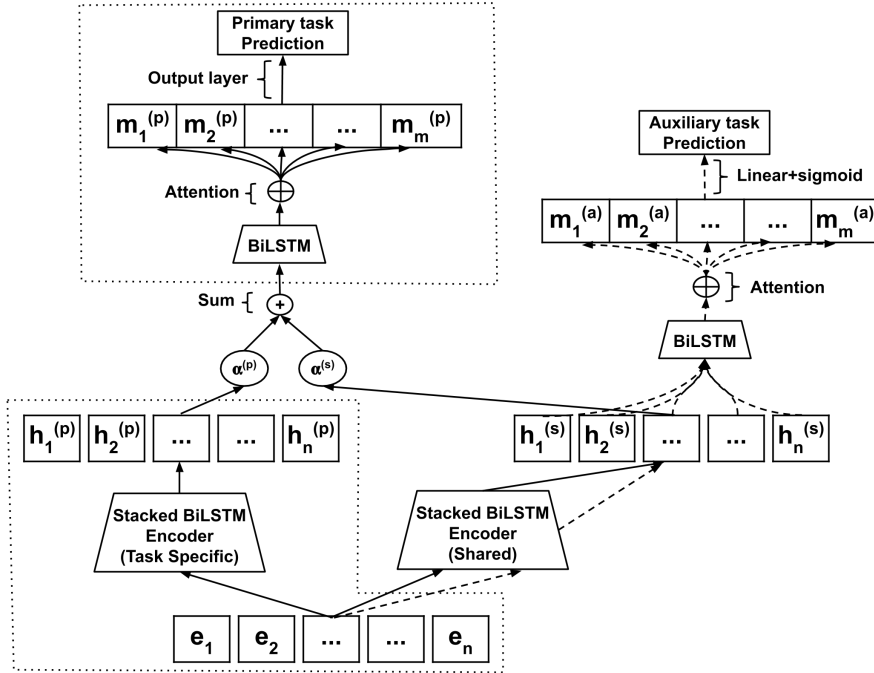 Primary task
Prediction
Output layer
m1(p) m2(p) ... ... mm(p)
Attention
BiLSTM
Sum
+
α(p) α(s)
h1(p) h2(p) ... ... hn(p)
Stacked BiLSTM
Encoder
(Task Specific)
e1 e2 ... ... en
Auxiliary task
Prediction
Linear+sigmoid
m1(a) m2(a) ... ... mm(a)
Attention
BiLSTM
h1(s) h2(s) ... ... hn(s)
Stacked BiLSTM
Encoder
(Shared)